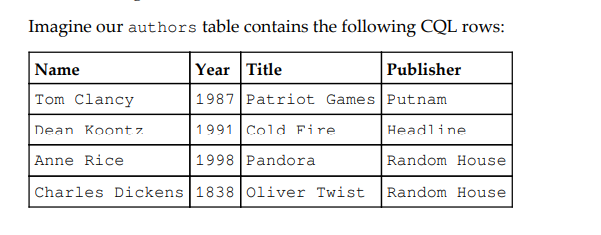 Imagine our authors table contains the following CQL rows:
Name Year Title Publisher
Tom Clancy 1987 Patriot Games Putnam
Dean Koontz 1991 Cold Fire Headline
Anne Rice 1998 Pandora Random House
Charles Dickens 1838 Oliver Twist Random House